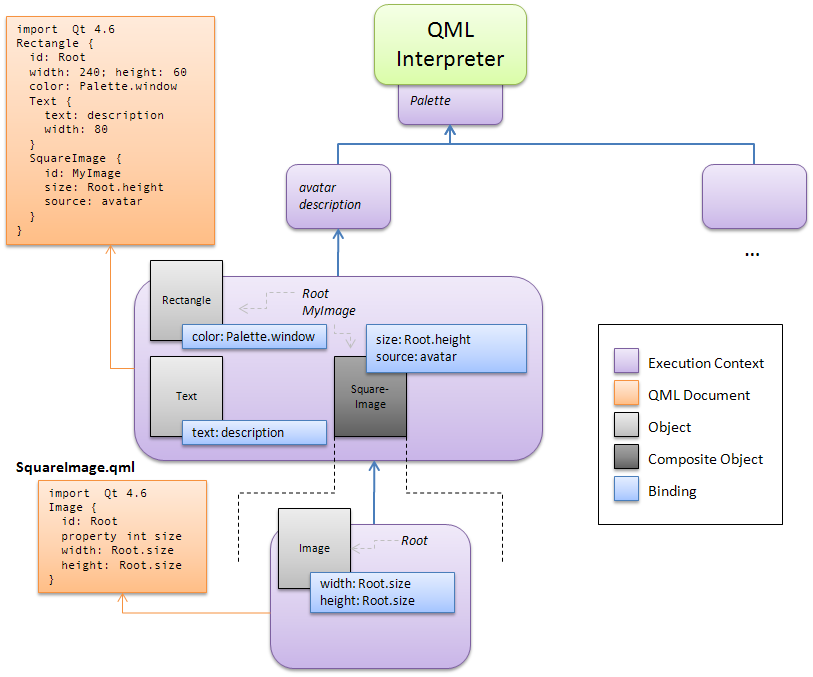 import  Qt 4.6
Rectangle {
id: Root
width: 240; height: 60
color: Palette.window
Text {
text: description
width: 80
}
SquareImage {
id: MyImage
size: Root.height
source: avatar
}
}
QML
Interpreter
Palette
avatar
description
...
Rectangle
Root
MyImage
color: Palette.window
size: Root.height
source: avatar
Text
Square-
Image
text: description
Execution Context
QML Document
Object
Composite Object
Binding
SquareImage.qml
import  Qt 4.6
Image {
id: Root
property int size
width: Root.size
height: Root.size
}
Image
Root
width: Root.size
height: Root.size